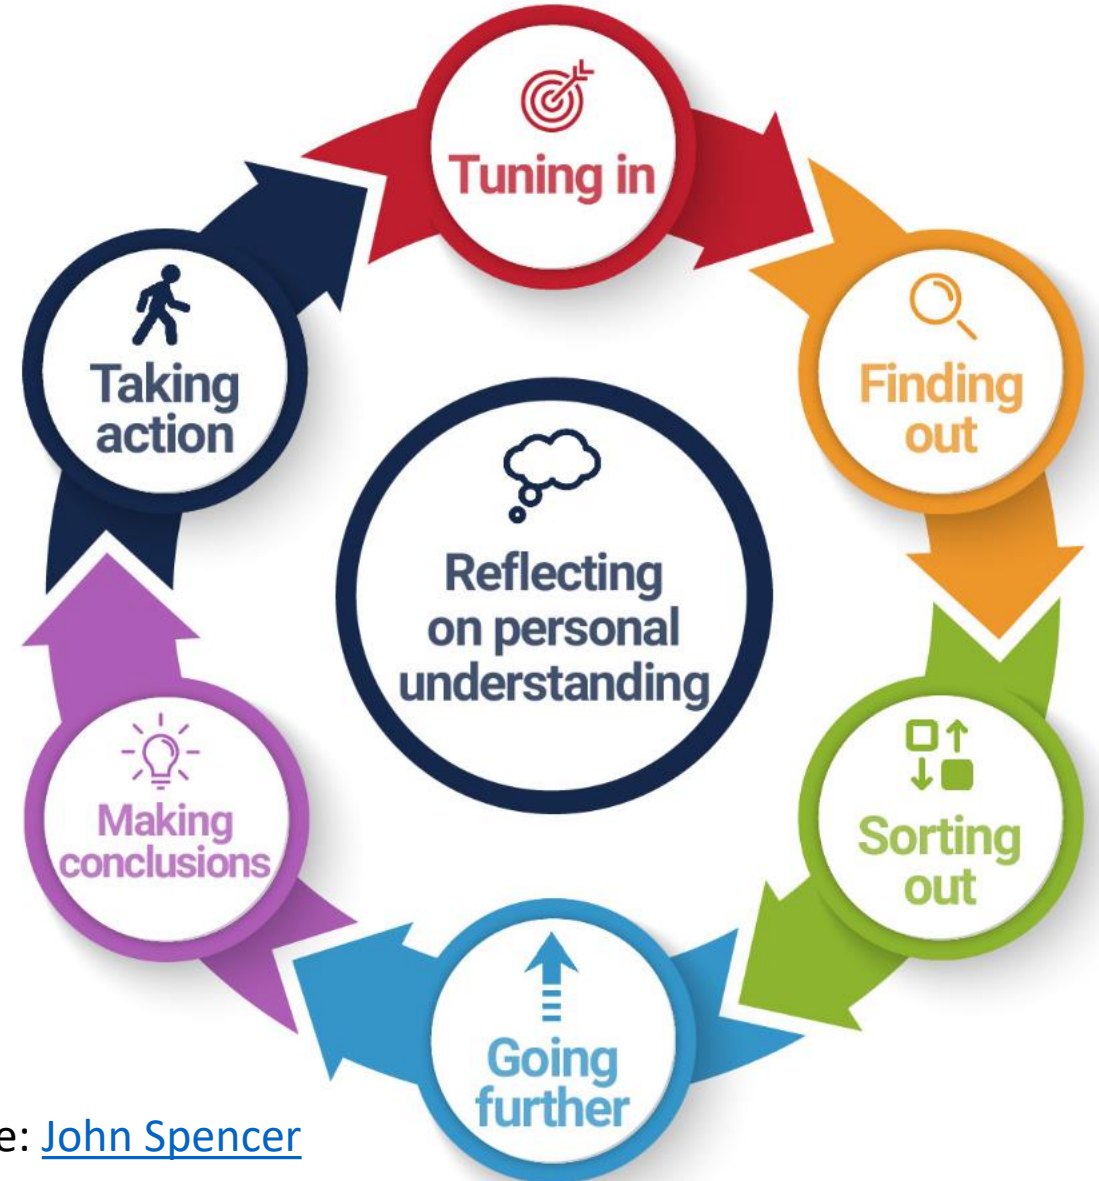 Tuning in
Finding
out
Sorting
out
Going
further
Making
conclusions
Taking
action
Reflecting
on personal
understanding
e: John Spencer